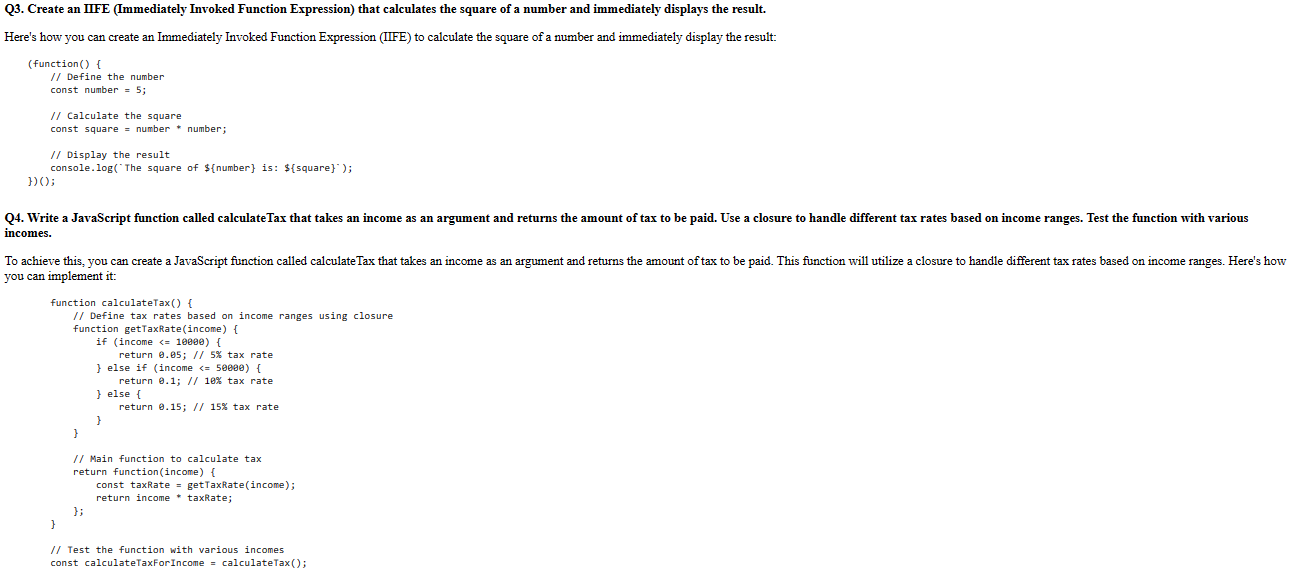 Q3. Create an IIFE (Immediately Invoked Function Expression) that calculates the square of a number and immediately displays the result.
Here's how you can create an Immediately Invoked Function Expression (IIFE) to calculate the square of a number and immediately display the result:
(function() {
    // Define the number
    const number = 5;

    // Calculate the square
    const square = number * number;

    // Display the result
    console.log(`The square of ${number} is: ${square}`);
})();
Q4. Write a JavaScript function called calculateTax that takes an income as an argument and returns the amount of tax to be paid. Use a closure to handle different tax rates based on income ranges. Test the function with various
incomes.
To achieve this, you can create a JavaScript function called calculateTax that takes an income as an argument and returns the amount of tax to be paid. This function will utilize a closure to handle different tax rates based on income ranges. Here's how
you can implement it:
    function calculateTax() {
        // Define tax rates based on income ranges using closure
        function getTaxRate(income) {
            if (income <= 10000) {
                return 0.05; // 5% tax rate
            } else if (income <= 50000) {
                return 0.1; // 10% tax rate
            } else {
                return 0.15; // 15% tax rate
            }
        }

        // Main function to calculate tax
        return function(income) {
            const taxRate = getTaxRate(income);
            return income * taxRate;
        };
    }

    // Test the function with various incomes
    const calculateTaxForIncome = calculateTax();